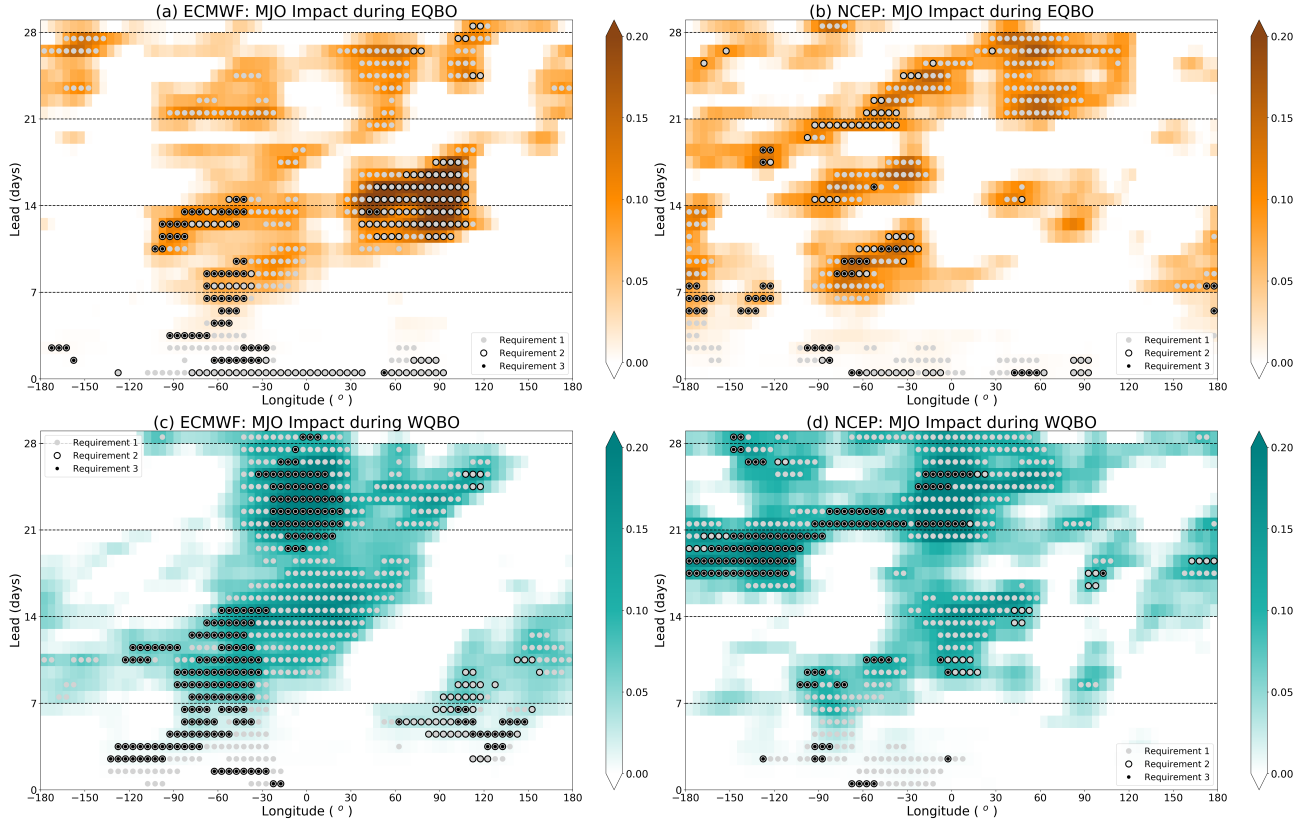 (a) ECMWF: MJO Impact during EQBO
28
21
14
7
0
Lead (days)
−180 −150 −120 −90 −60 −30 0 30 60 90 120 150 180
Longitude ( o )
Requirement 1
Requirement 2
Requirement 3
0.20
0.15
0.10
0.05
0.00
(b) NCEP: MJO Impact during EQBO
28
21
14
7
0
Lead (days)
−180 −150 −120 −90 −60 −30 0 30 60 90 120 150 180
Longitude ( o )
Requirement 1
Requirement 2
Requirement 3
0.20
0.15
0.10
0.05
0.00
(c) ECMWF: MJO Impact during WQBO
Requirement 1
Requirement 2
Requirement 3
28
21
14
7
0
Lead (days)
−180 −150 −120 −90 −60 −30 0 30 60 90 120 150 180
Longitude ( o )
0.20
0.15
0.10
0.05
0.00
(d) NCEP: MJO Impact during WQBO
28
21
14
7
0
Lead (days)
−180 −150 −120 −90 −60 −30 0 30 60 90 120 150 180
Longitude ( o )
Requirement 1
Requirement 2
Requirement 3
0.20
0.15
0.10
0.05
0.00